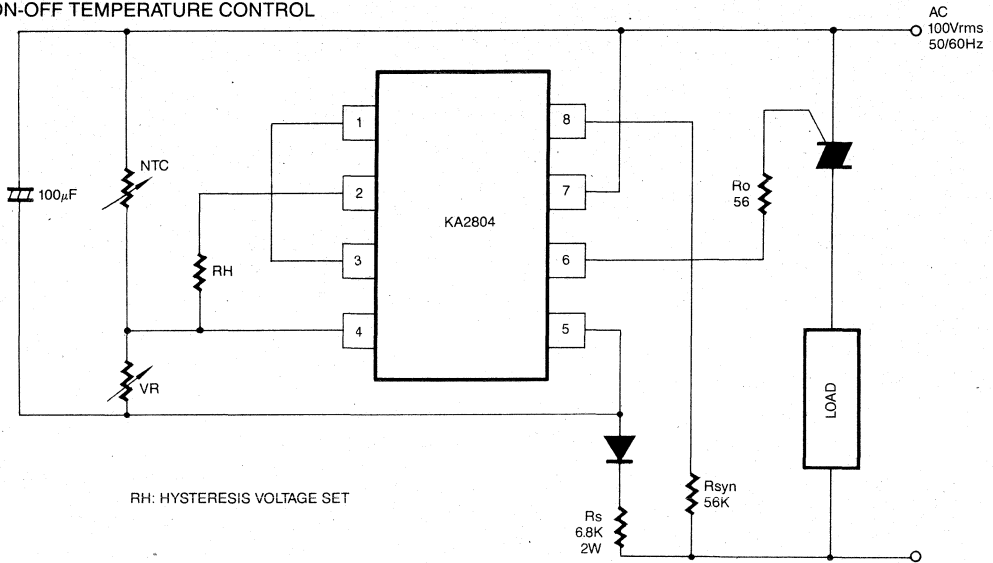 ON-OFF TEMPERATURE CONTROL
AC
100Vrms
50/60Hz
NTC
100µF
RH
VR
1
2
3
4
KA2804
8
7
6
5
Ro
56
LOAD
Rsyn
56K
Rs
6.8K
2W
RH: HYSTERESIS VOLTAGE SET